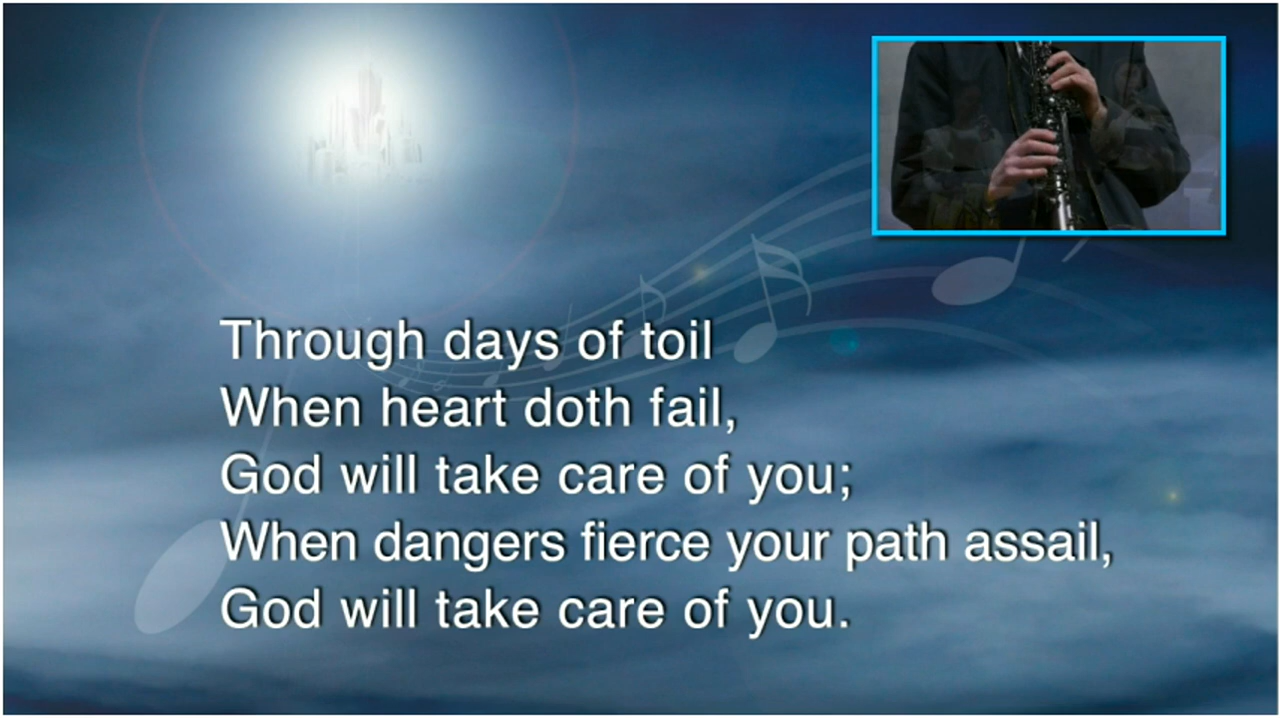 Through days of toil
When heart doth fail,
God will take care of you;
When dangers fierce your path assail,
God will take care of you.